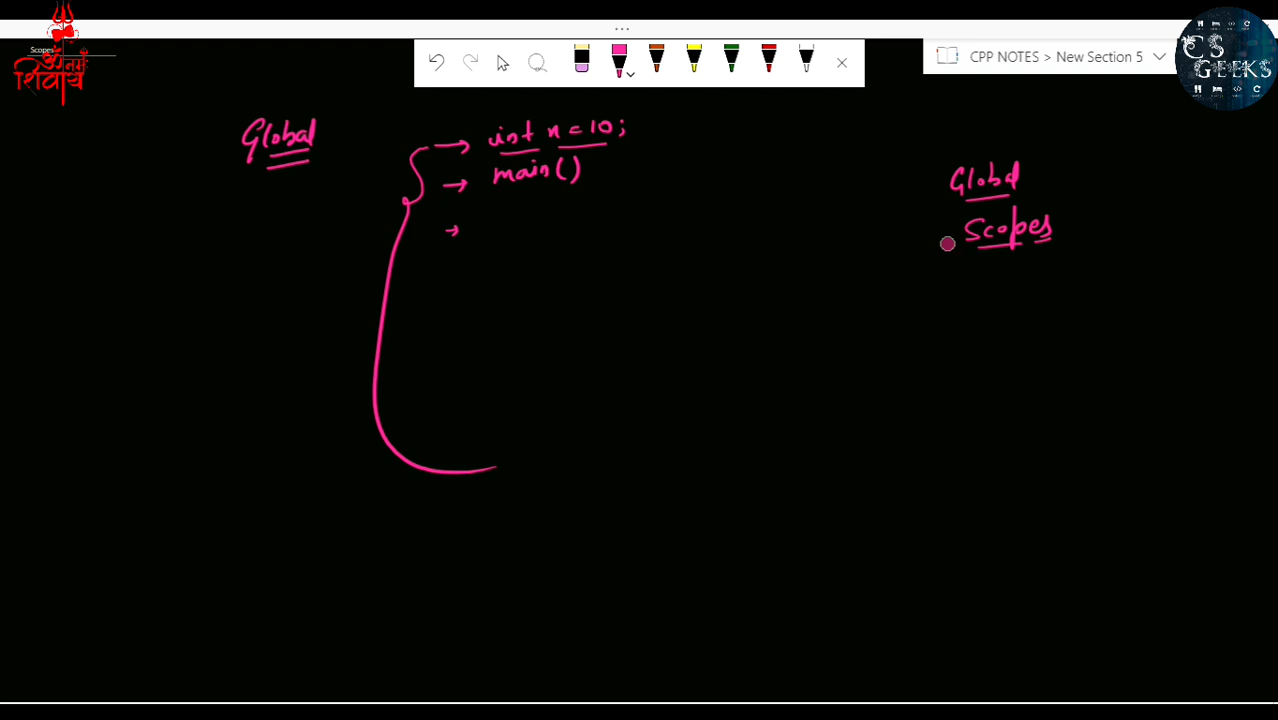 Scopes
ॐ नमः
शिवाय
CPP NOTES > New Section 5
CS
GEEKS
Global
int x = 10;
main()
Global
Scopes